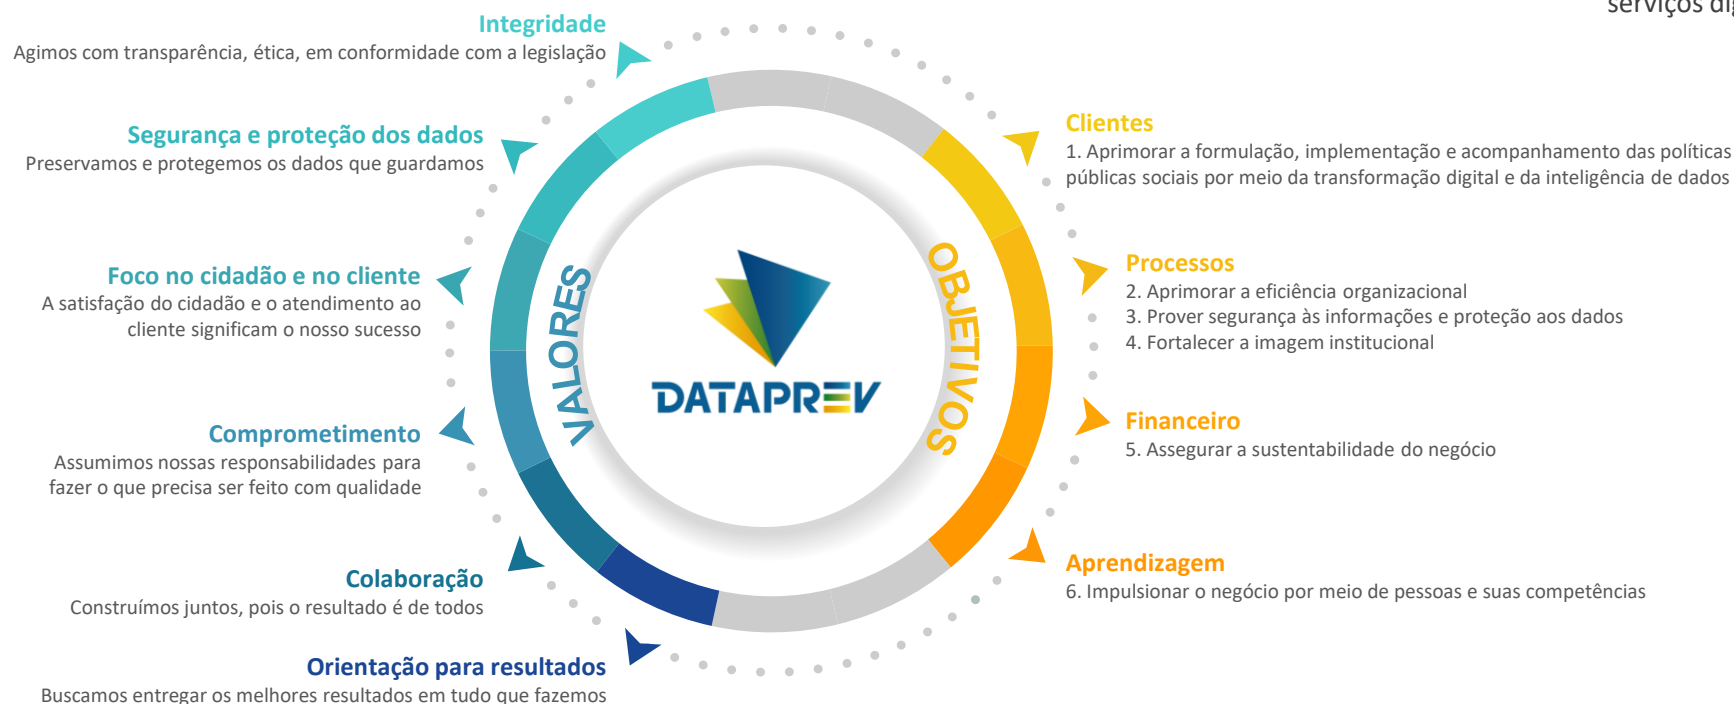 serviços
Integridade
Agimos com transparência, ética, em conformidade com a legislação
Segurança e proteção dos dados
Preservamos e protegemos os dados que guardamos
Foco no cidadão e no cliente
A satisfação do cidadão e o atendimento ao
cliente significam o nosso sucesso
Comprometimento
Assumimos nossas responsabilidades para
fazer o que precisa ser feito com qualidade
Colaboração
Construímos juntos, pois o resultado é de todos
Orientação para resultados
Buscamos entregar os melhores resultados em tudo que fazemos
VALORES
DATAPREV
OBJETIVOS
Clientes
1. Aprimorar a formulação, implementação e acompanhamento das políticas
públicas sociais por meio da transformação digital e da inteligência de dados
Processos
2. Aprimorar a eficiência organizacional
3. Prover segurança às informações e proteção aos dados
4. Fortalecer a imagem institucional
Financeiro
5. Assegurar a sustentabilidade do negócio
Aprendizagem
6. Impulsionar o negócio por meio de pessoas e suas competências